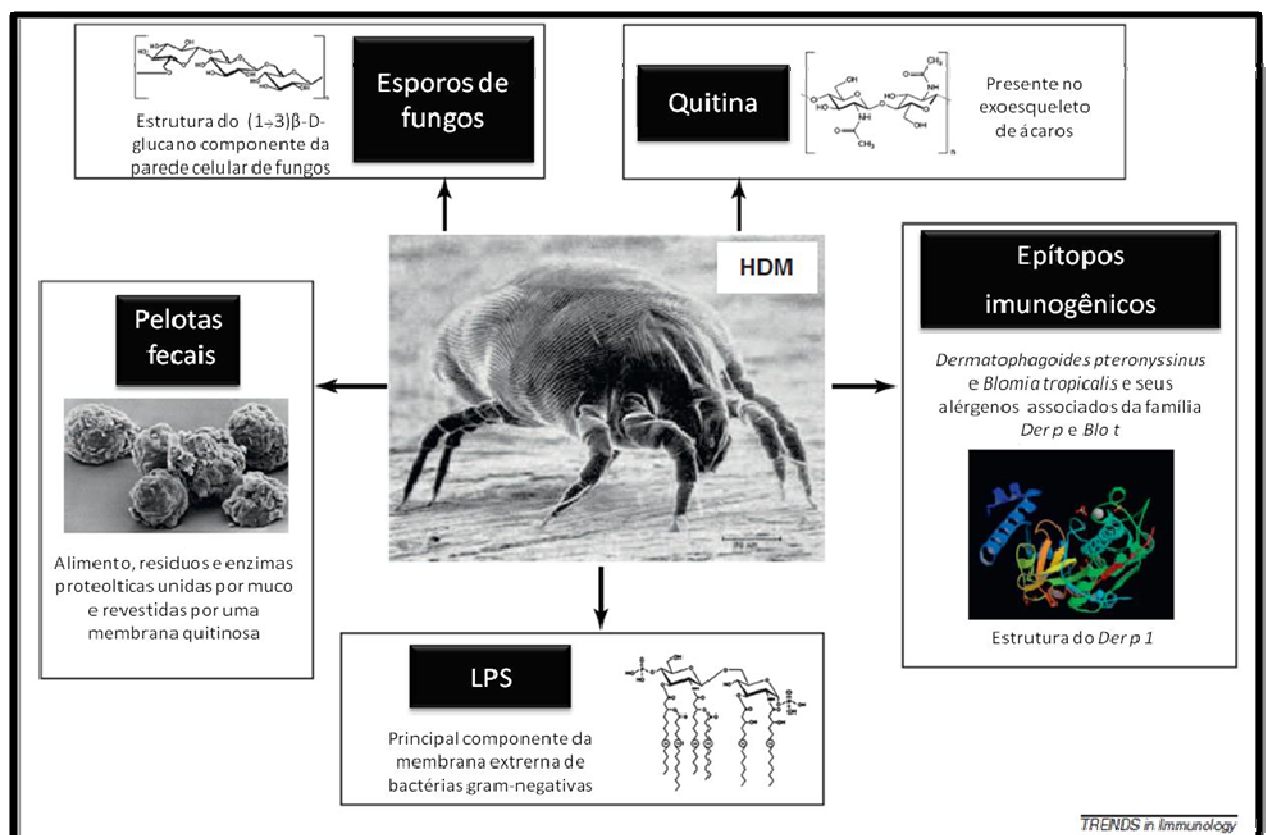 Esporos de
fungos
Estrutura do (1→3)β-D-
glucano componente da
parede celular de fungos
Quitina
Presente no
exoesqueleto
de ácaros
HDM
Pelotas
fecais
Alimento, residuos e enzimas
proteolticas unidas por muco
e revestidas por uma
membrana quitinosa
Epítopos
imunogênicos
Dermatophagoides pteronyssinus
e Blomia tropicalis e seus
alérgenos associados da família
Der p e Blo t
Estrutura do Der p 1
LPS
Principal componente da
membrana extrerna de
bactérias gram-negativas
TRENDS in Immunology